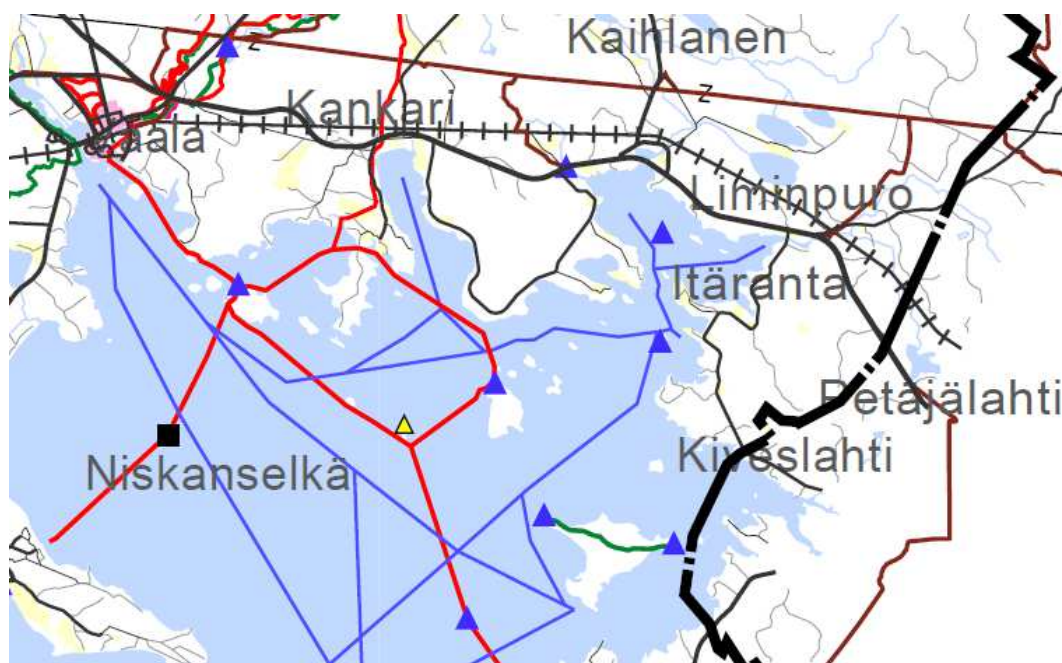 Kaihlanen
Z
Z
Kankari
Liminpuro
Itäranta
Petäjälahti
Kiveslahti
Niskanselkä